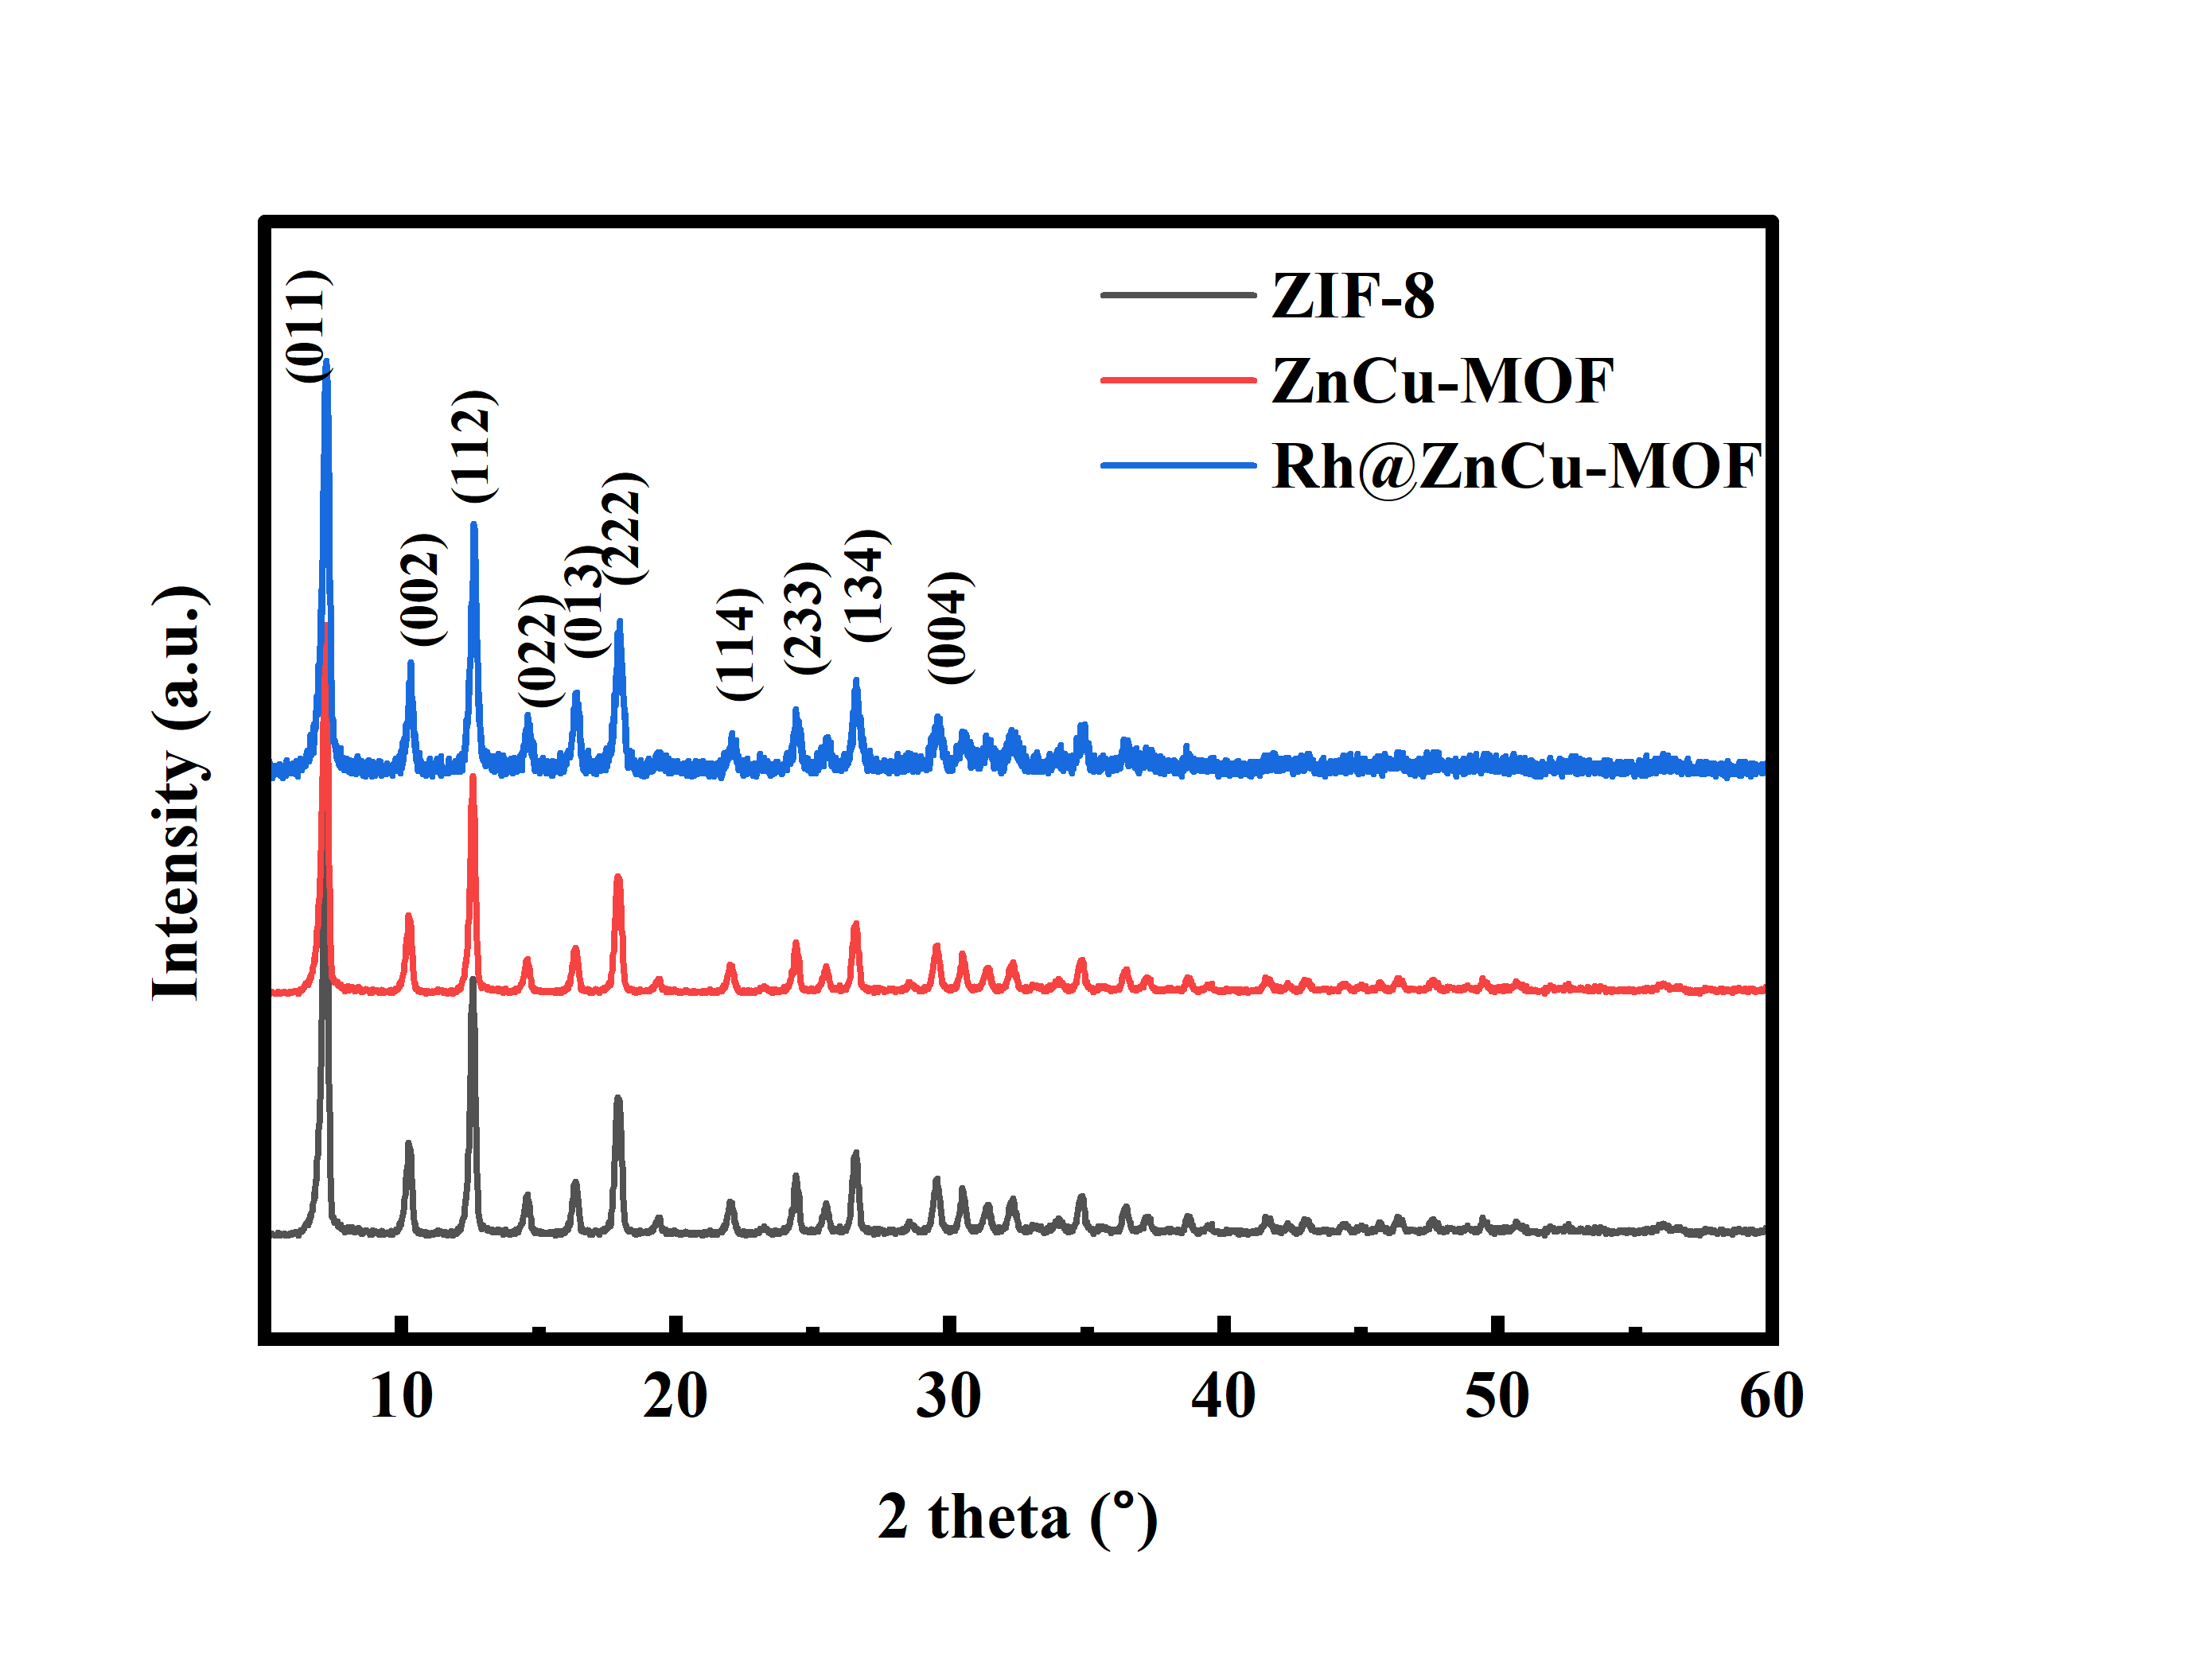 ZIF-8
ZnCu-MOF
Rh@ZnCu-MOF
(011)
(002)
(112)
(022)
(013)
(222)
(114)
(233)
(134)
(004)
Intensity (a.u.)
10 20 30 40 50 60
2 theta (°)